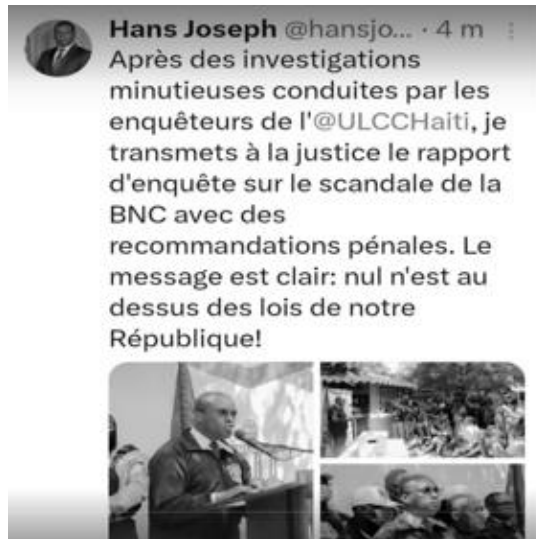 Hans Joseph @hansjo... · 4 m
Après des investigations
minutieuses conduites par les
enquêteurs de l'@ULCCHaiti, je
transmets à la justice le rapport
d'enquête sur le scandale de la
BNC avec des
recommandations pénales. Le
message est clair: nul n'est au
dessus des lois de notre
République!